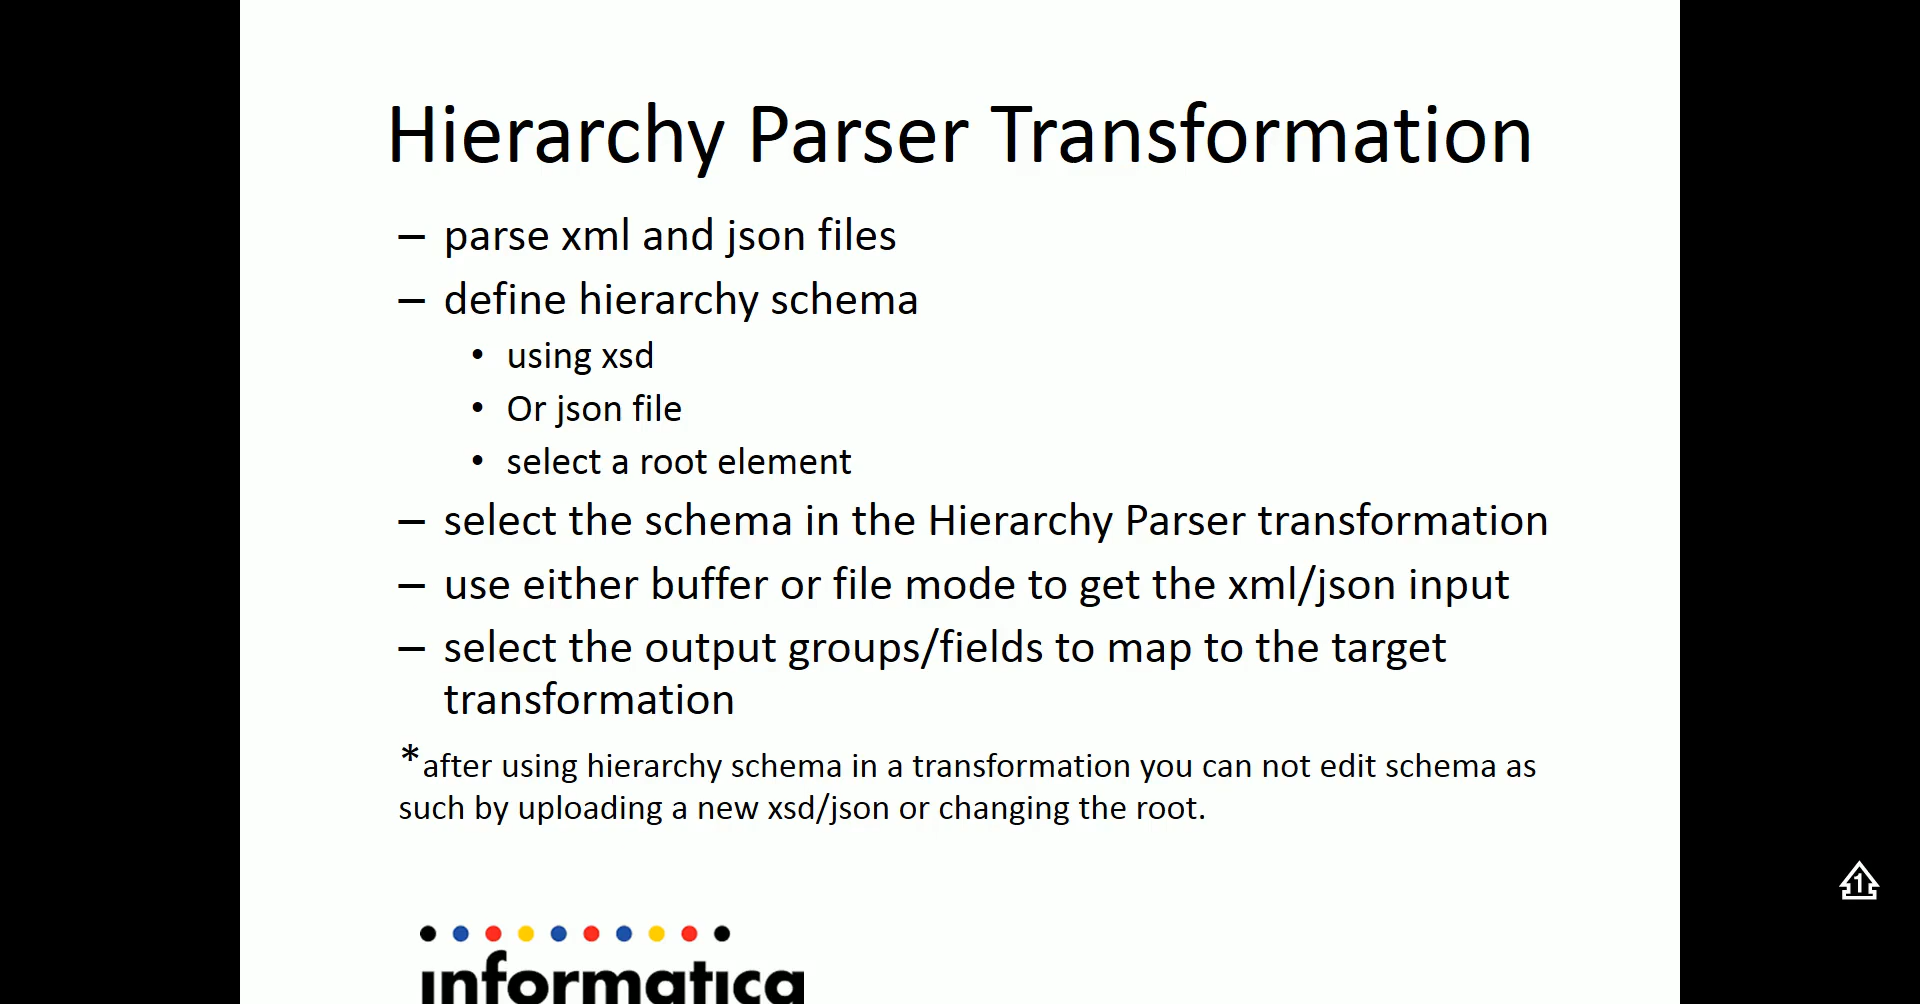 Hierarchy Parser Transformation
– parse xml and json files
– define hierarchy schema
• using xsd
• Or json file
• select a root element
– select the schema in the Hierarchy Parser transformation
– use either buffer or file mode to get the xml/json input
– select the output groups/fields to map to the target
transformation
*after using hierarchy schema in a transformation you can not edit schema as
such by uploading a new xsd/json or changing the root.
1
informatica